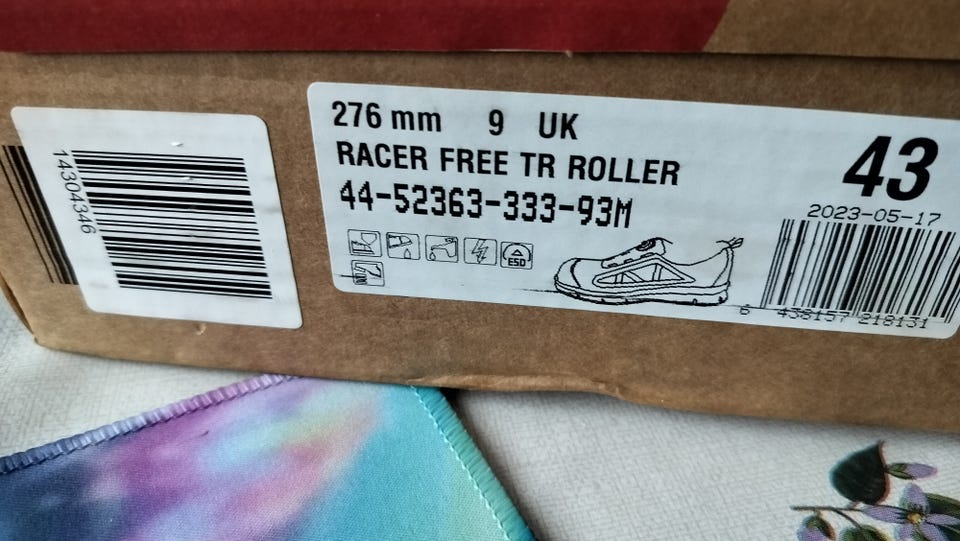 14304346
276 mm 9 UK
RACER FREE TR ROLLER
44-52363-333-93M
43
2023-05-17
ESD
6 438157 218131